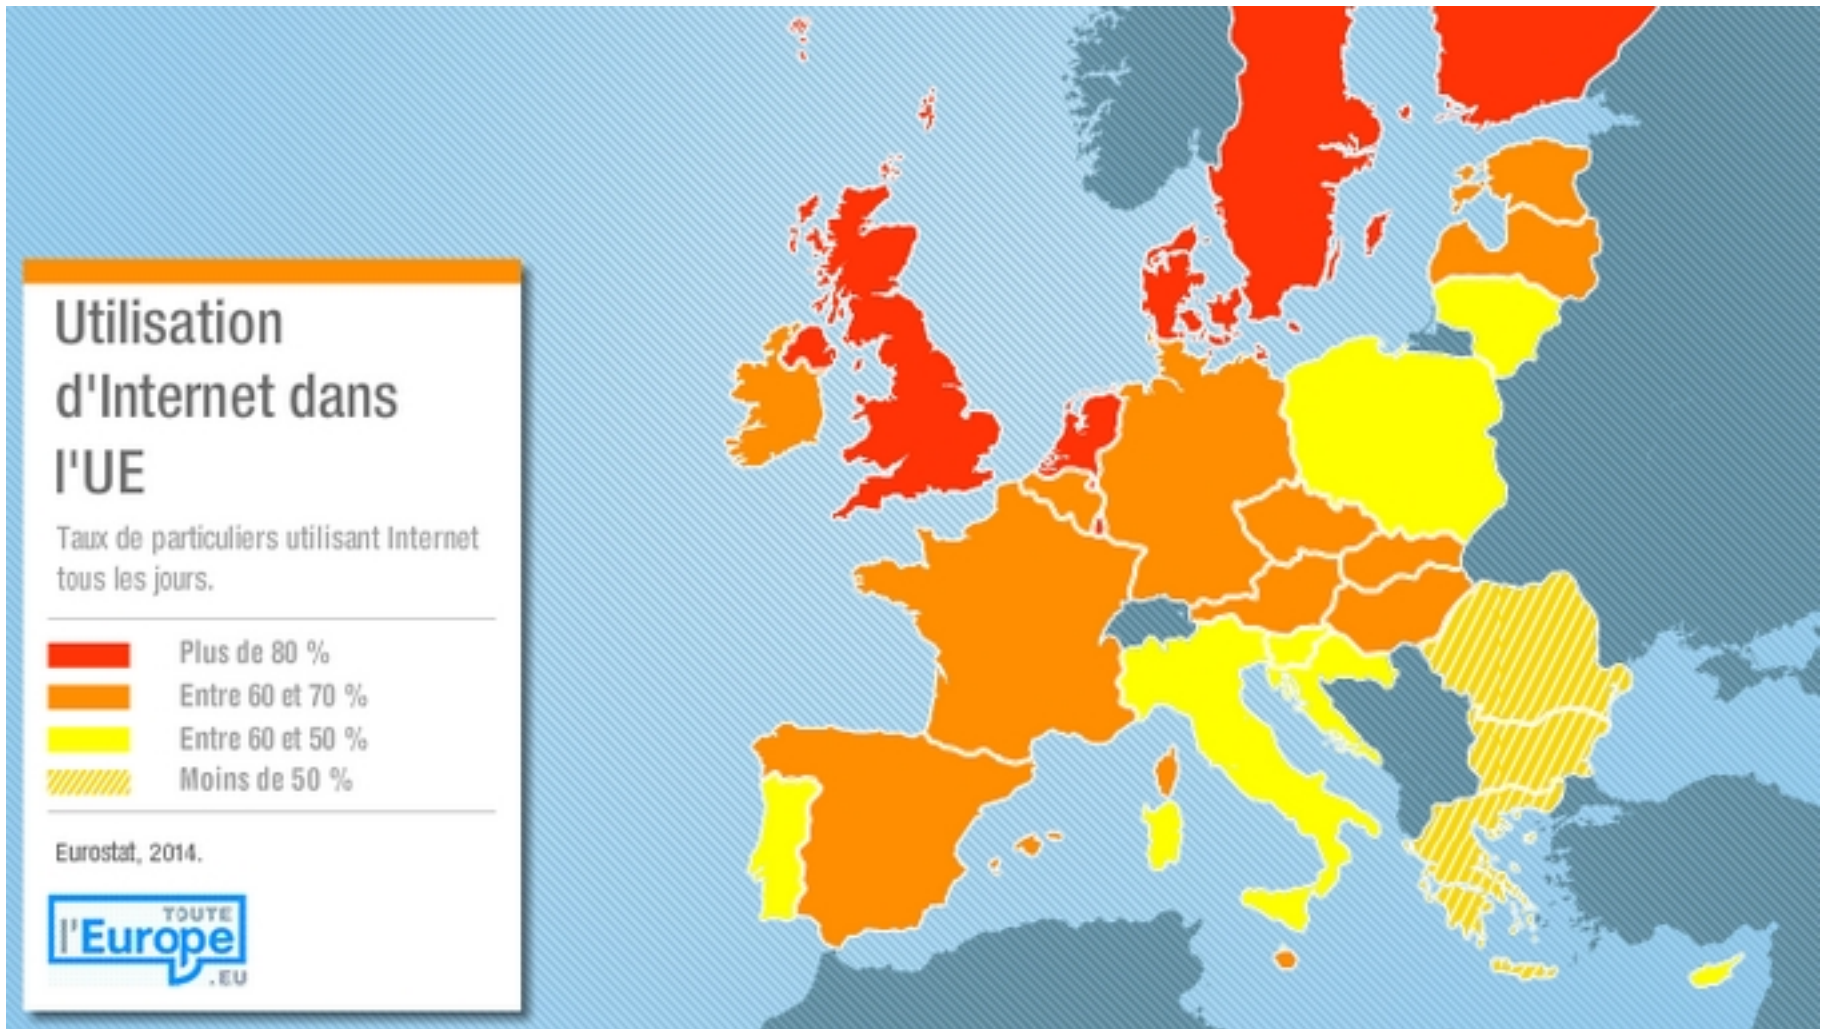 Utilisation
d'Internet dans
l'UE
Taux de particuliers utilisant Internet
tous les jours.
Plus de 80 %
Entre 60 et 70 %
Entre 60 et 50 %
Moins de 50 %
Eurostat, 2014.
TOUTE
l'Europe
.EU